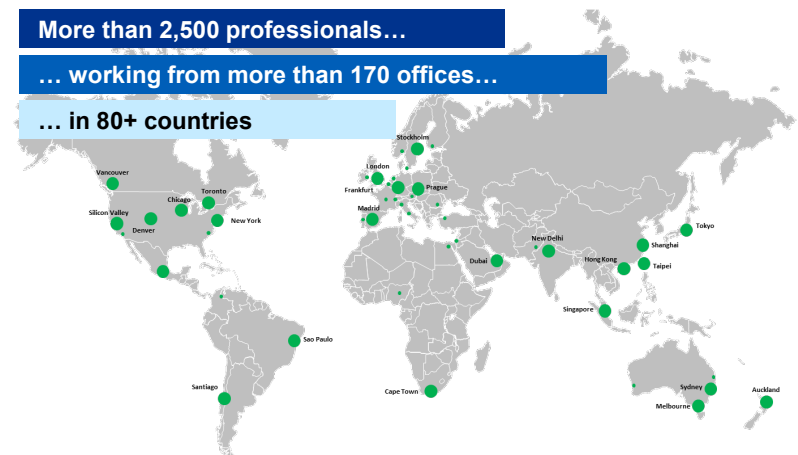 More than 2,500 professionals…
… working from more than 170 offices…
… in 80+ countries
Stockholm
London
Vancouver
Frankfurt
Prague
Toronto
Chicago
Madrid
Silicon Valley
New York
Denver
Tokyo
New Delhi
Shanghai
Dubai
Hong Kong
Taipei
Singapore
Sao Paulo
Santiago
Cape Town
Sydney
Auckland
Melbourne